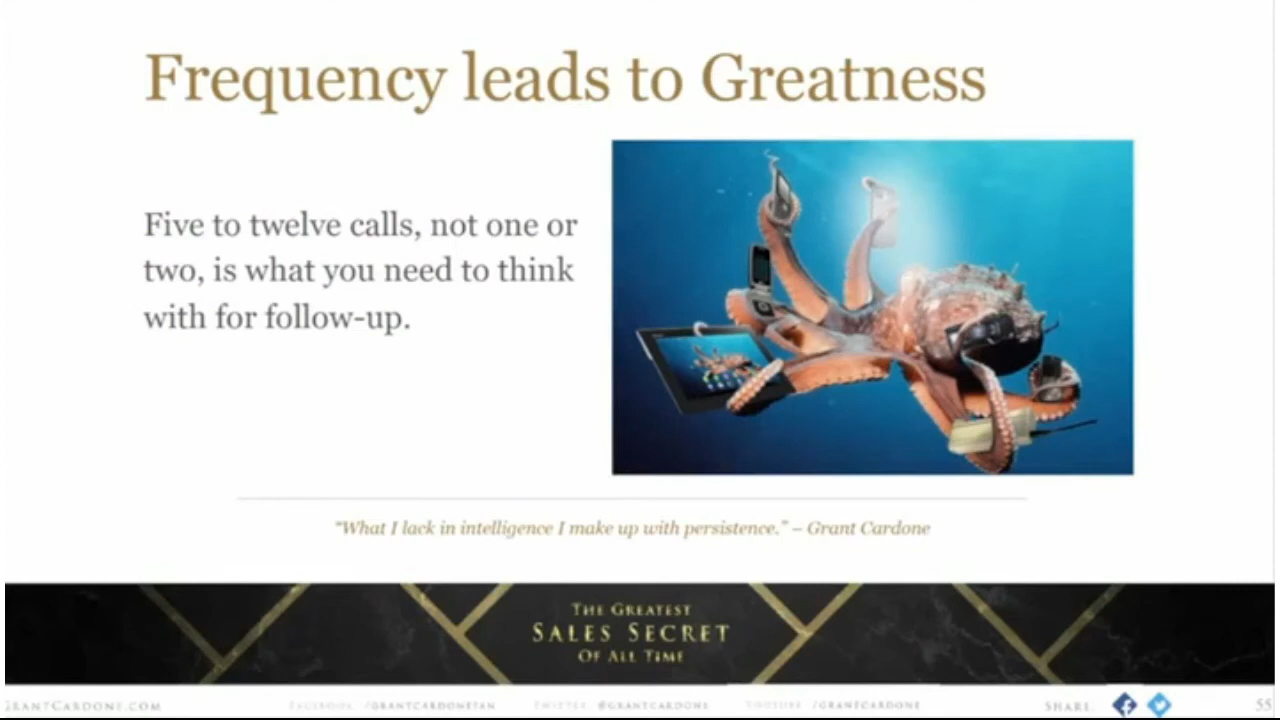 Frequency leads to Greatness
Five to twelve calls, not one or
two, is what you need to think
with for follow-up.
“What I lack in intelligence I make up with persistence.” – Grant Cardone
THE GREATEST
SALES SECRET
OF ALL TIME
GRANTCARDONE.COM
FACEBOOK /GRANTCARDONEFAN
TWITTER @GRANTCARDONE
YOUTUBE /GRANTCARDONE
SHARE
55